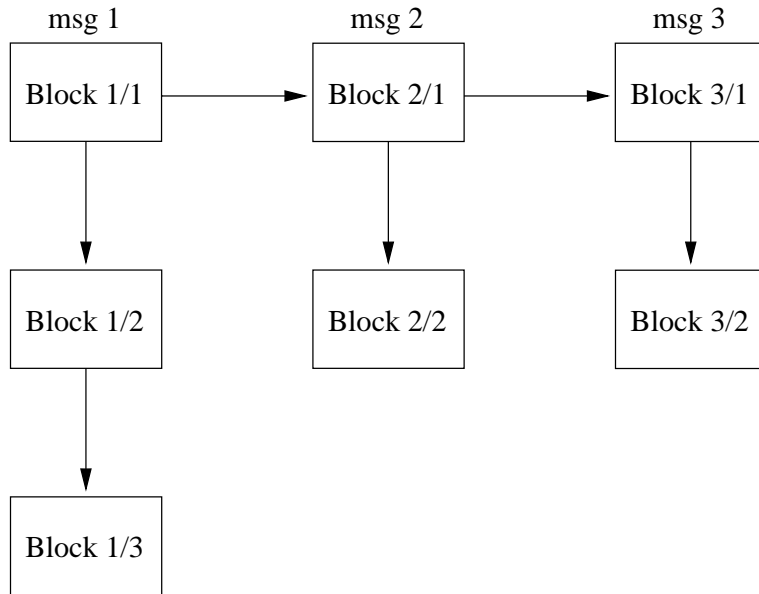 msg 1
msg 2
msg 3
Block 1/1
Block 2/1
Block 3/1
Block 1/2
Block 2/2
Block 3/2
Block 1/3